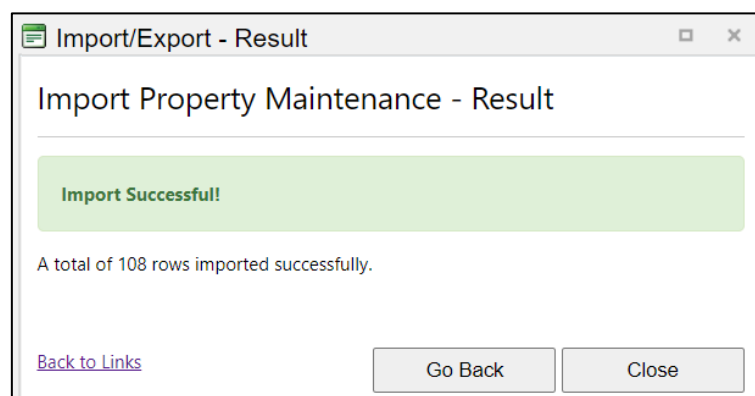 Import/Export - Result
Import Property Maintenance - Result
Import Successful!
A total of 108 rows imported successfully.
Back to Links
Go Back
Close